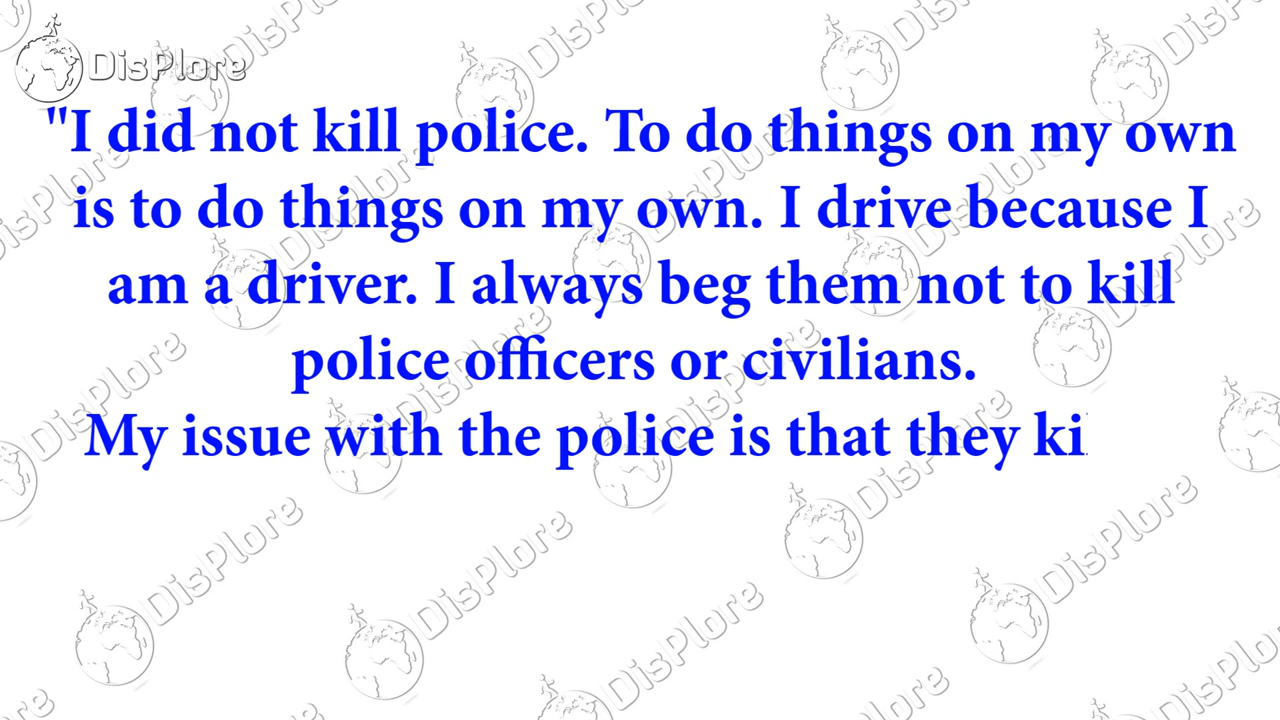 DisPlore
"I did not kill police. To do things on my own
is to do things on my own. I drive because I
am a driver. I always beg them not to kill
police officers or civilians.
My issue with the police is that they ki